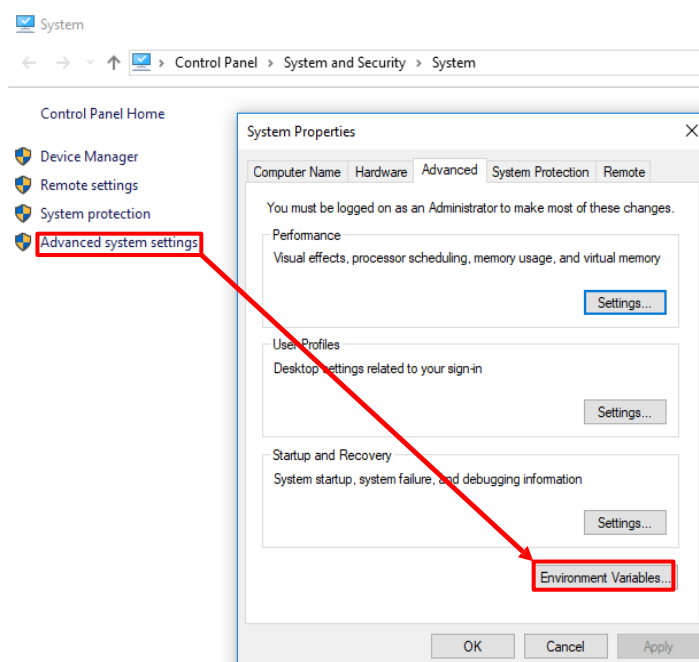 System
Control Panel > System and Security > System
Control Panel Home
Device Manager
Remote settings
System protection
Advanced system settings
System Properties
Computer Name Hardware Advanced System Protection Remote
You must be logged on as an Administrator to make most of these changes.
Performance
Visual effects, processor scheduling, memory usage, and virtual memory
Settings...
User Profiles
Desktop settings related to your sign-in
Settings...
Startup and Recovery
System startup, system failure, and debugging information
Settings...
Environment Variables...
OK Cancel Apply